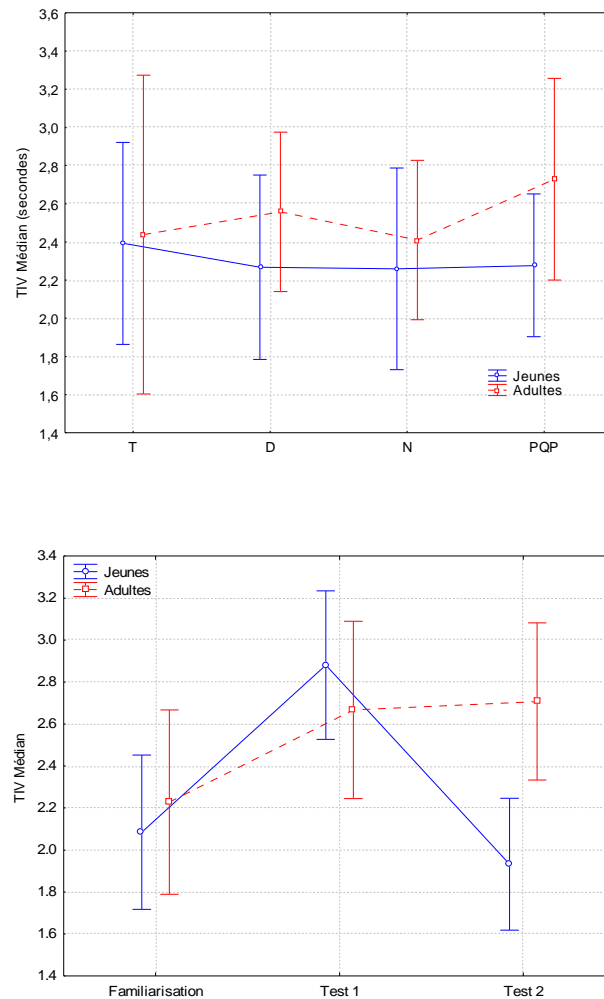 3,6
3,4
3,2
3,0
2,8
2,6
2,4
2,2
2,0
1,8
1,6
1,4
TIV Médian (secondes)
Jeunes
Adultes
T D N PQP
3.4
3.2
3.0
2.8
2.6
2.4
2.2
2.0
1.8
1.6
1.4
TIV Médian
Jeunes
Adultes
Familiarisation Test 1 Test 2